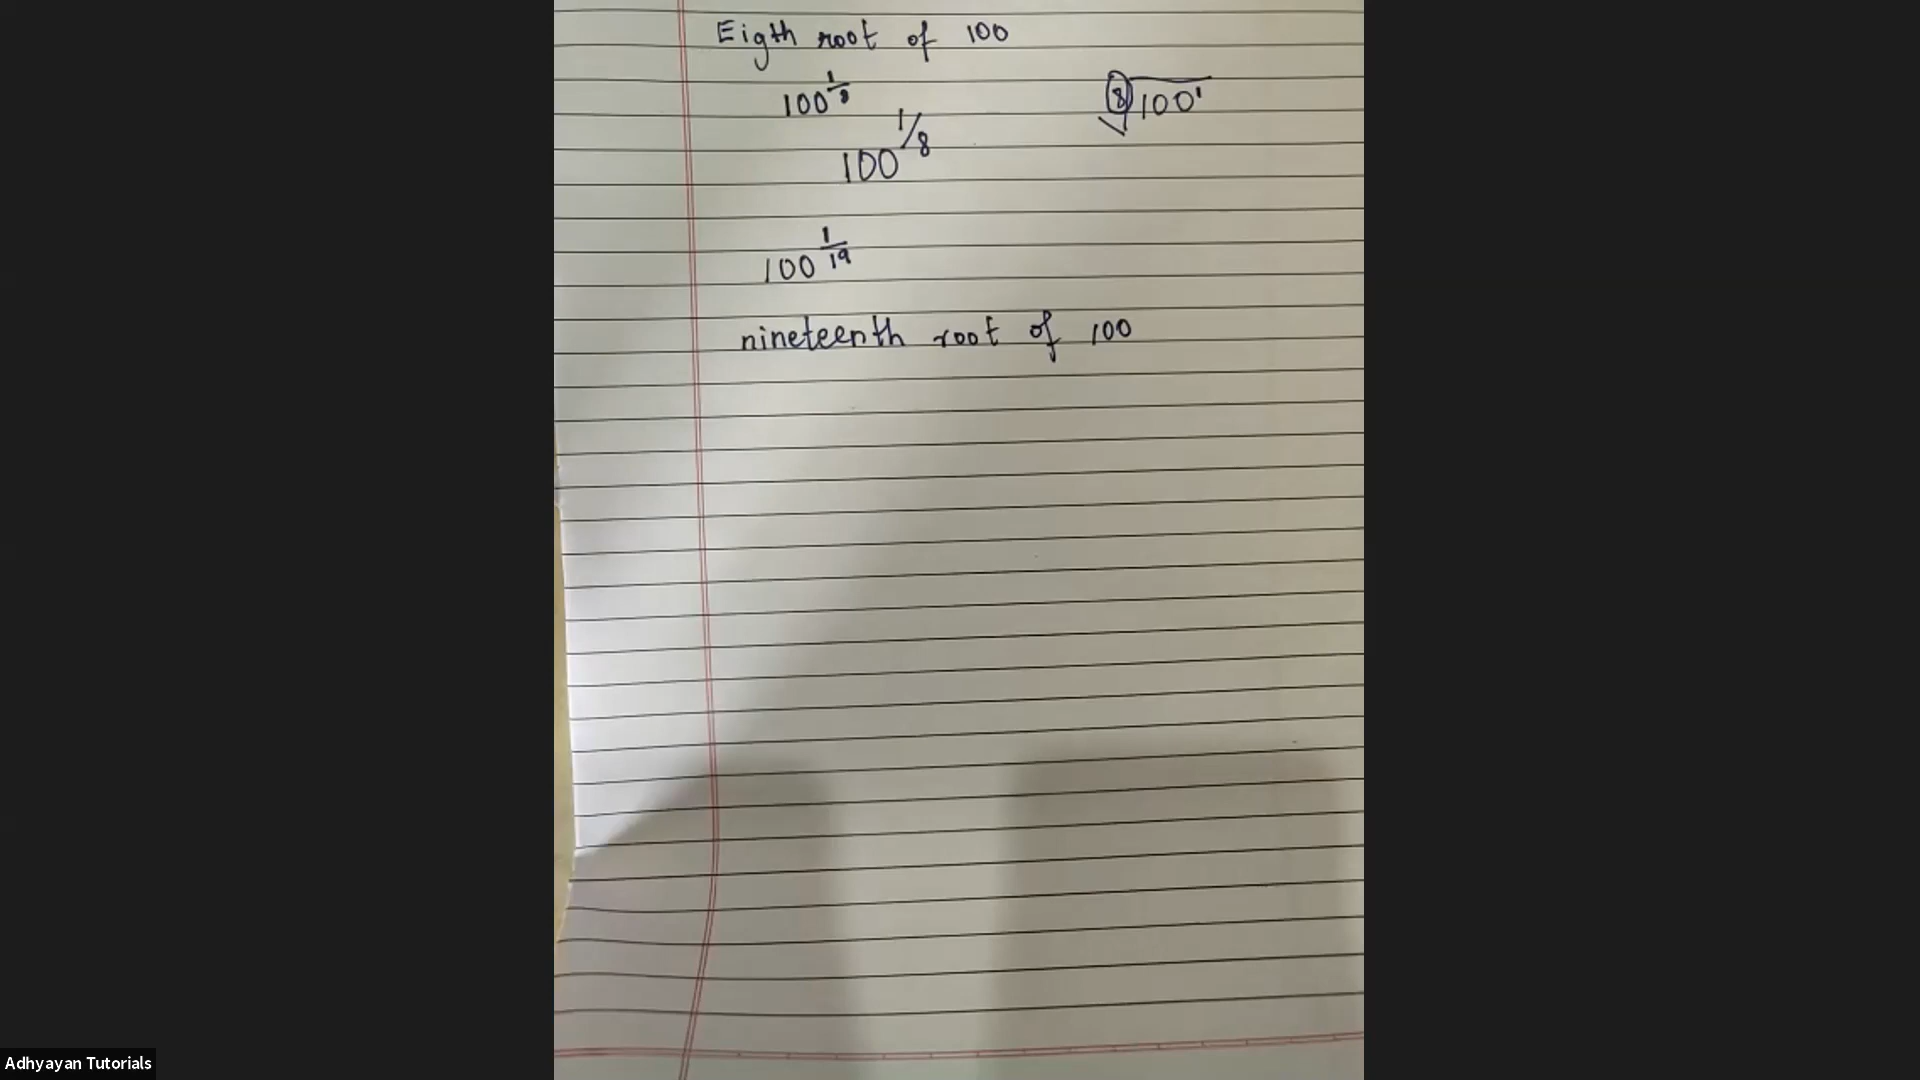 Eigth root of 100
100^(1/8)
⁸√100¹
100^(1/8)
100^(1/19)
nineteenth root of 100
Adhyayan Tutorials